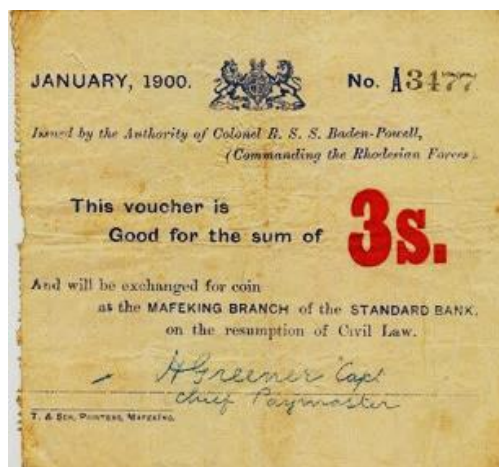 JANUARY, 1900. No. A3477
Issued by the Authority of Colonel R. S. S. Baden-Powell,
(Commanding the Rhodesian Forces).
This voucher is
Good for the sum of 3s.
And will be exchanged for coin
at the MAFEKING BRANCH of the STANDARD BANK,
on the resumption of Civil Law.
H Greener Capt
Chief Paymaster
T. & SON, PRINTERS, MAFEKING.